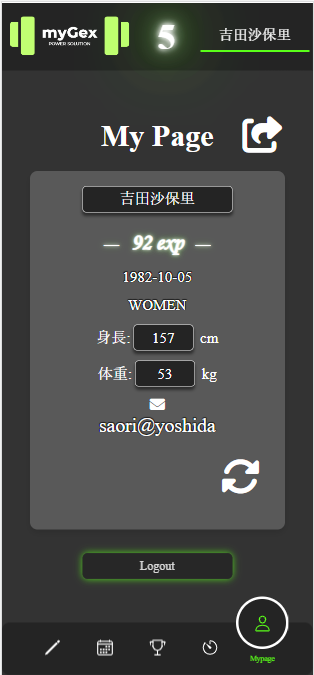 myGex
POWER SOLUTION
5
吉田沙保里
My Page
吉田沙保里
— 92 exp —
1982-10-05
WOMEN
身長: 157 cm
体重: 53 kg
saori@yoshida
Logout
Mypage